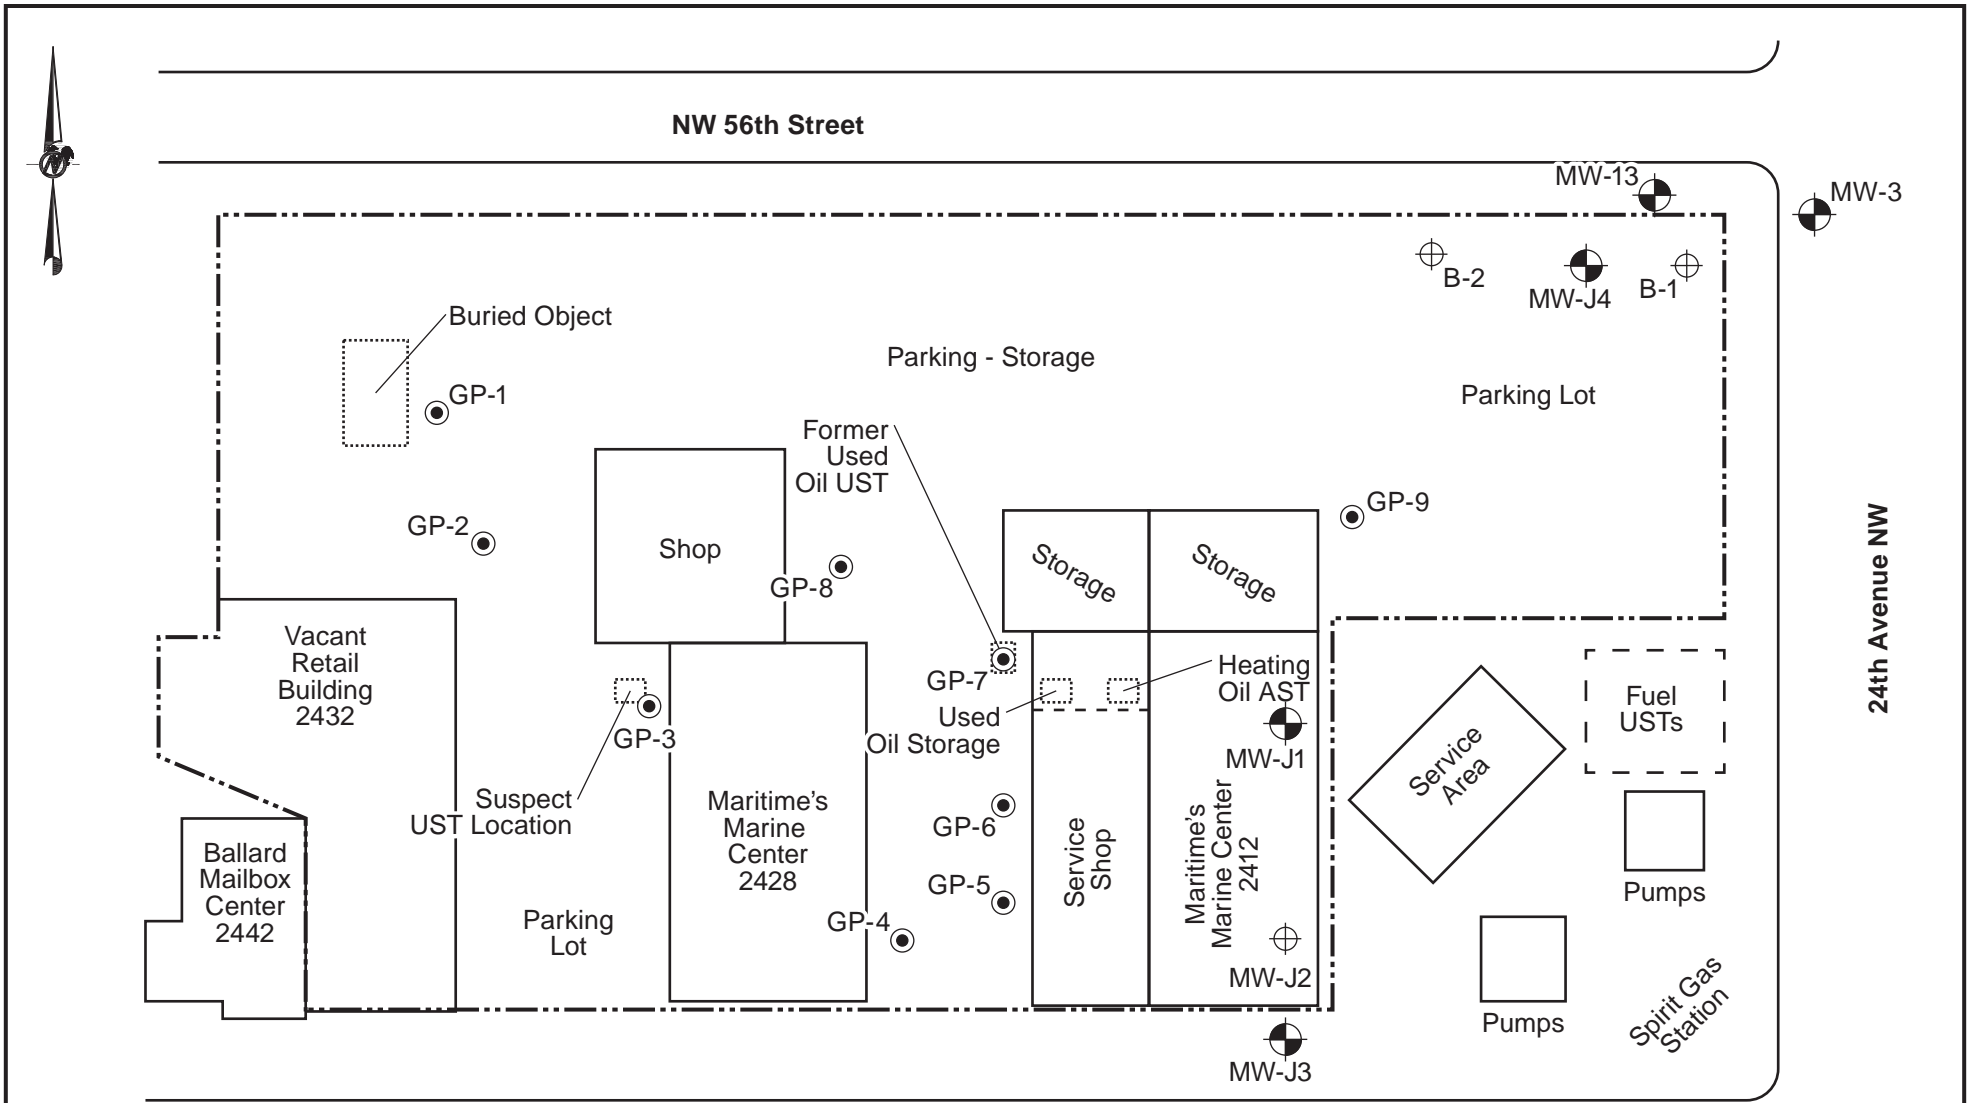 NW 56th Street
MW-13
MW-3
N
B-2
MW-J4
B-1
Buried Object
Parking - Storage
Parking Lot
GP-1
Former
Used
Oil UST
GP-2
Shop
GP-8
Storage
Storage
GP-9
24th Avenue NW
Vacant
Retail
Building
2432
GP-7
Heating
Oil AST
Fuel
USTs
Used
Oil Storage
GP-3
MW-J1
Service
Area
Suspect
UST Location
Maritime's
Marine
Center
2428
GP-6
Service
Shop
Maritime's
Marine Center
2412
Ballard
Mailbox
Center
2442
Parking
Lot
GP-5
GP-4
Pumps
MW-J2
Pumps
Spirit Gas
Station
MW-J3